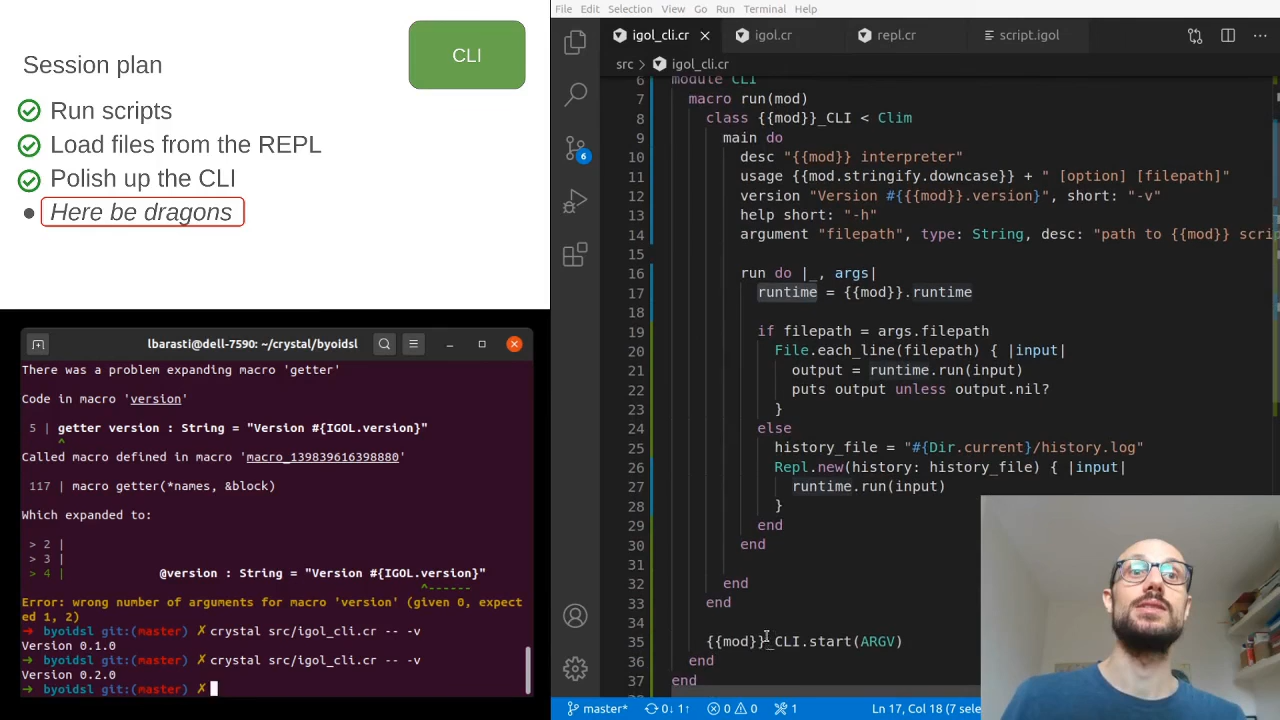 Session plan
CLI
Run scripts
Load files from the REPL
Polish up the CLI
Here be dragons
lbarasti@dell-7590: ~/crystal/byoidsl
There was a problem expanding macro 'getter'
Code in macro 'version'
5 | getter version : String = "Version #{IGOL.version}"
^
Called macro defined in macro 'macro_139839616398880'
117 | macro getter(*names, &block)
Which expanded to:
> 2 |
> 3 |
> 4 | @version : String = "Version #{IGOL.version}"
^------
Error: wrong number of arguments for macro 'version' (given 0, expect
ed 1, 2)
➜ byoidsl git:(master) ✗ crystal src/igol_cli.cr -- -v
Version 0.1.0
➜ byoidsl git:(master) ✗ crystal src/igol_cli.cr -- -v
Version 0.2.0
➜ byoidsl git:(master) ✗
File Edit Selection View Go Run Terminal Help
igol_cli.cr igol.cr repl.cr script.igol
src > igol_cli.cr
6
6 module CLI
7 macro run(mod)
8 class {{mod}}_CLI < Clim
9 main do
10 desc "{{mod}} interpreter"
11 usage {{mod.stringify.downcase}} + " [option] [filepath]"
12 version "Version #{{{mod}}.version}", short: "-v"
13 help short: "-h"
14 argument "filepath", type: String, desc: "path to {{mod}} scri
15
16 run do |_, args|
17 runtime = {{mod}}.runtime
18
19 if filepath = args.filepath
20 File.each_line(filepath) { |input|
21 output = runtime.run(input)
22 puts output unless output.nil?
23 }
24 else
25 history_file = "#{Dir.current}/history.log"
26 Repl.new(history: history_file) { |input|
27 runtime.run(input)
28 }
29 end
30 end
31
32 end
33 end
34
35 {{mod}}_CLI.start(ARGV)
36 end
37 end
master* 0↓ 1↑ 0 0 1 Ln 17, Col 18 (7 sele